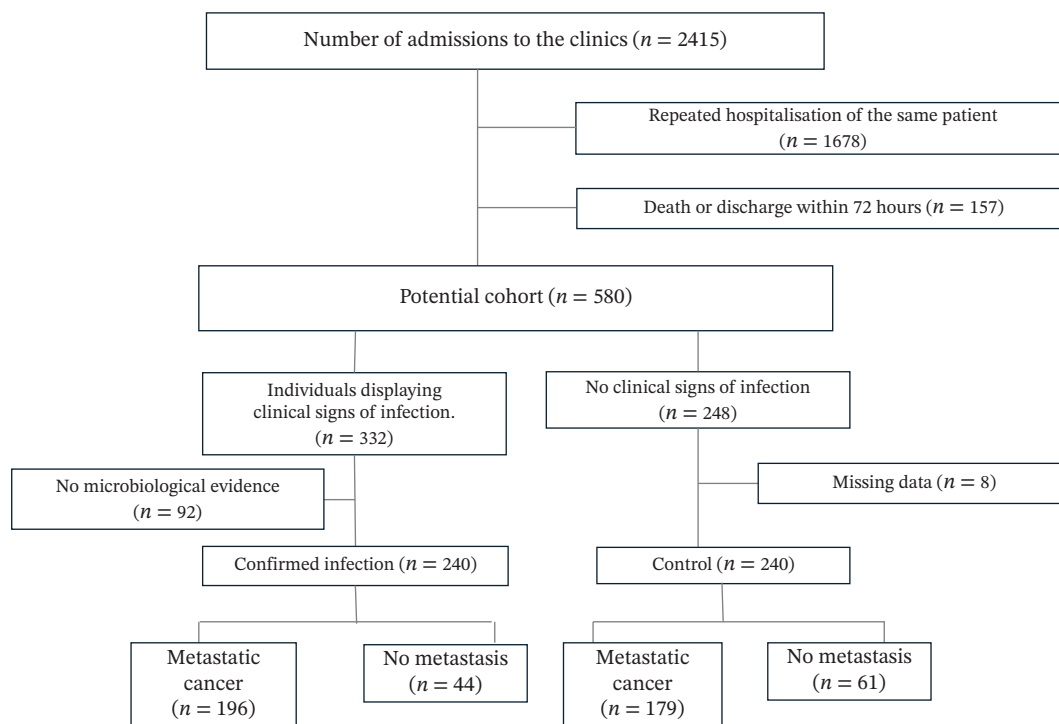 Number of admissions to the clinics (n = 2415)
Repeated hospitalisation of the same patient
(n = 1678)
Death or discharge within 72 hours (n = 157)
Potential cohort (n = 580)
Individuals displaying
clinical signs of infection.
(n = 332)
No clinical signs of infection
(n = 248)
No microbiological evidence
(n = 92)
Missing data (n = 8)
Confirmed infection (n = 240)
Control (n = 240)
Metastatic
cancer
(n = 196)
No metastasis
(n = 44)
Metastatic
cancer
(n = 179)
No metastasis
(n = 61)